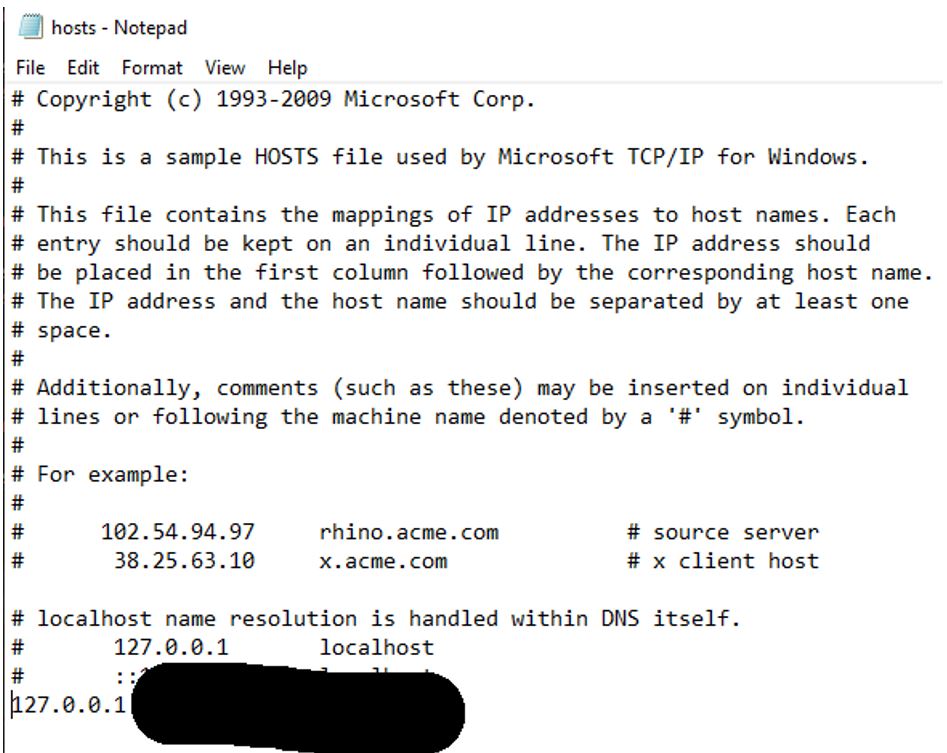 hosts - Notepad
File Edit Format View Help
# Copyright (c) 1993-2009 Microsoft Corp.
#
# This is a sample HOSTS file used by Microsoft TCP/IP for Windows.
#
# This file contains the mappings of IP addresses to host names. Each
# entry should be kept on an individual line. The IP address should
# be placed in the first column followed by the corresponding host name.
# The IP address and the host name should be separated by at least one
# space.
#
# Additionally, comments (such as these) may be inserted on individual
# lines or following the machine name denoted by a '#' symbol.
#
# For example:
#
# 102.54.94.97 rhino.acme.com # source server
# 38.25.63.10 x.acme.com # x client host

# localhost name resolution is handled within DNS itself.
# 127.0.0.1 localhost
# ::
127.0.0.1